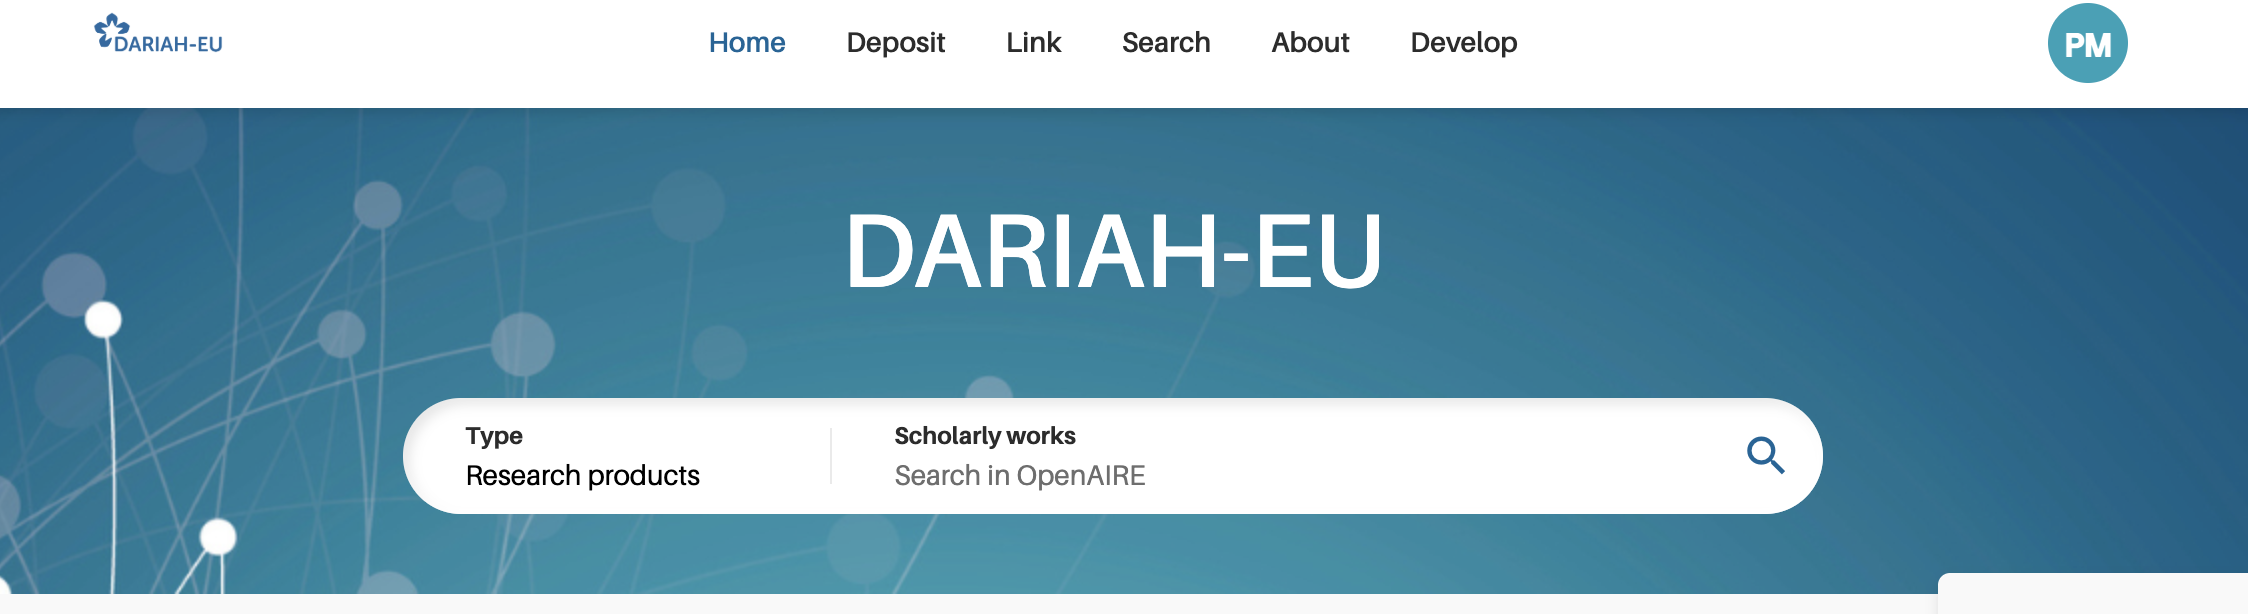 DARIAH-EU
Home Deposit Link Search About Develop
PM
DARIAH-EU
Type
Research products
Scholarly works
Search in OpenAIRE